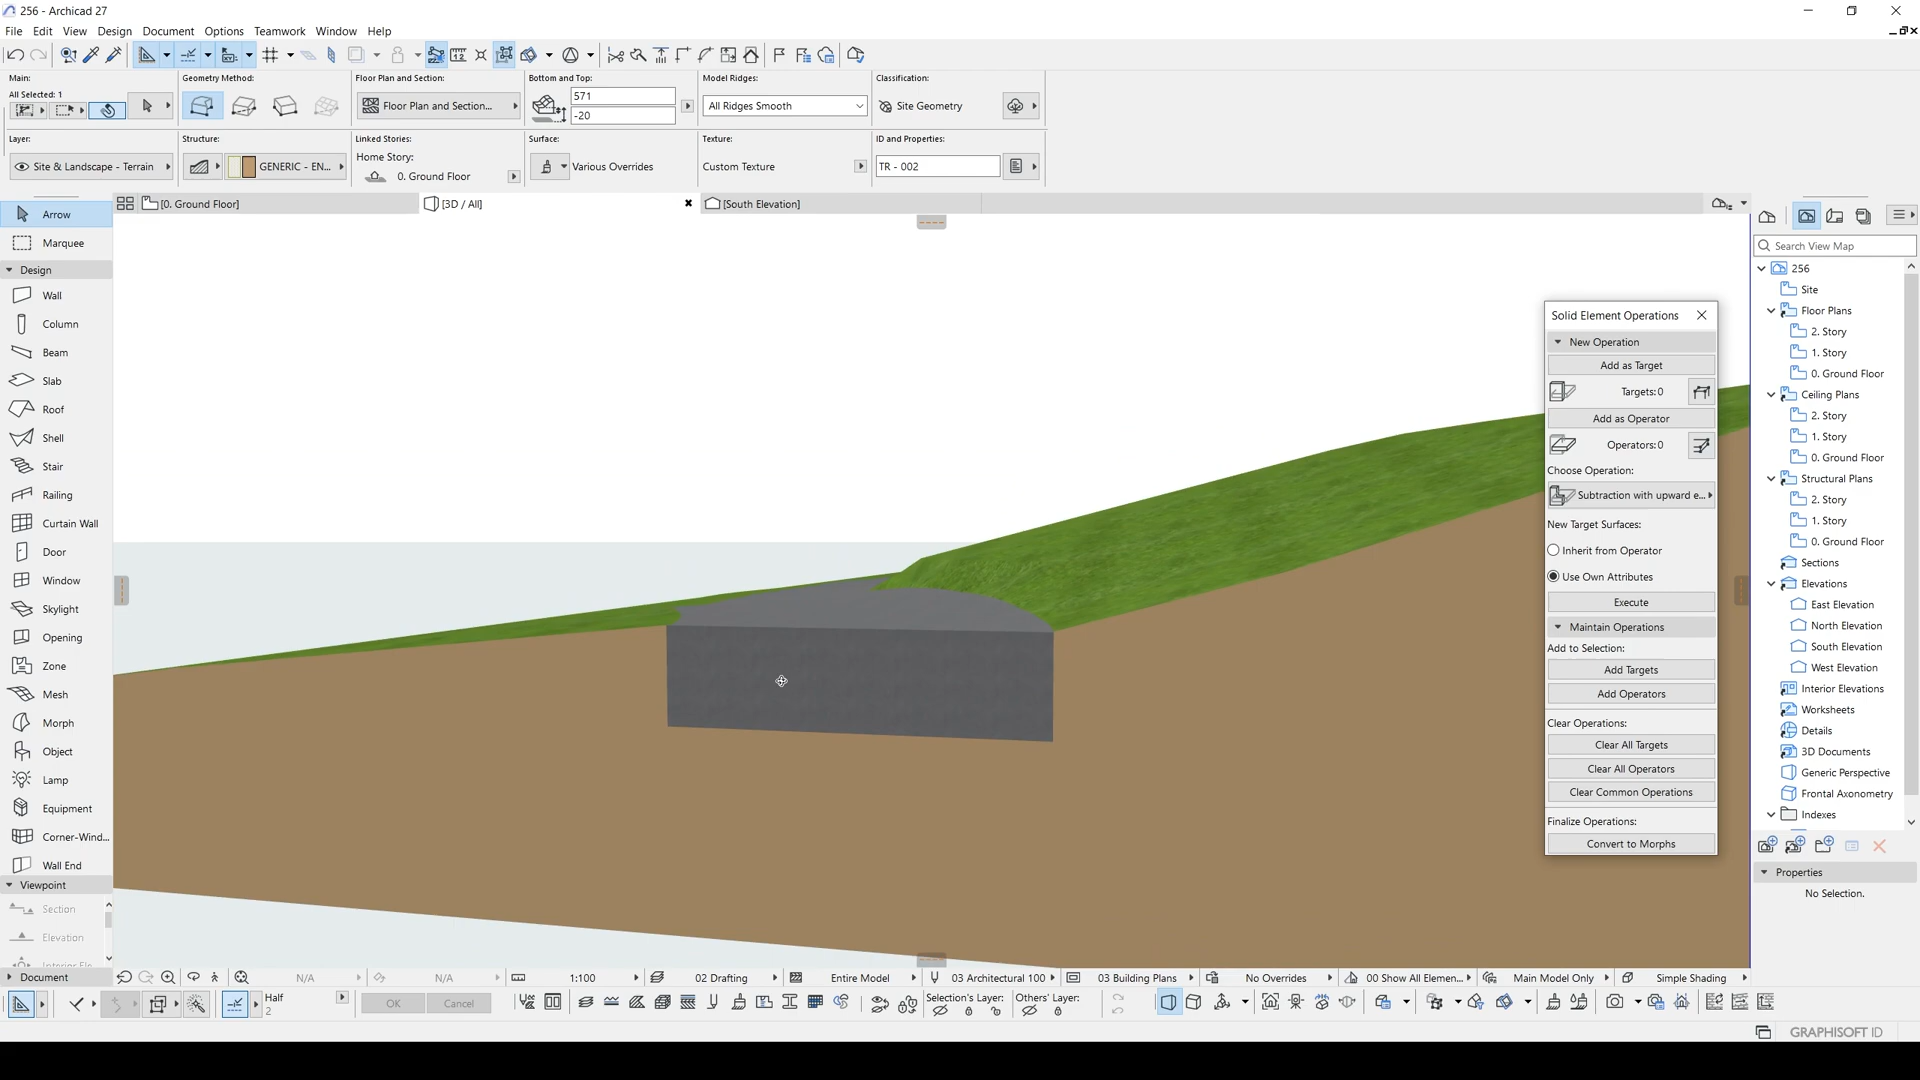 256 - Archicad 27
File Edit View Design Document Options Teamwork Window Help
Main: Geometry Method: Floor Plan and Section: Bottom and Top: Model Ridges: Classification:
All Selected: 1
Floor Plan and Section...
571
-20
All Ridges Smooth
Site Geometry
Layer: Structure: Linked Stories: Surface: Texture: ID and Properties:
Home Story:
Site & Landscape - Terrain
GENERIC - EN...
0. Ground Floor
Various Overrides
Custom Texture
TR - 002
[0. Ground Floor]
[3D / All]
[South Elevation]
Arrow
Marquee
Design
Wall
Column
Beam
Slab
Roof
Shell
Stair
Railing
Curtain Wall
Door
Window
Skylight
Opening
Zone
Mesh
Morph
Object
Lamp
Equipment
Corner-Wind...
Wall End
Viewpoint
Section
Elevation
Document
Solid Element Operations
New Operation
Add as Target
Targets:0
Add as Operator
Operators:0
Choose Operation:
Subtraction with upward e...
New Target Surfaces:
Inherit from Operator
Use Own Attributes
Execute
Maintain Operations
Add to Selection:
Add Targets
Add Operators
Clear Operations:
Clear All Targets
Clear All Operators
Clear Common Operations
Finalize Operations:
Convert to Morphs
Search View Map
256
Site
Floor Plans
2. Story
1. Story
0. Ground Floor
Ceiling Plans
2. Story
1. Story
0. Ground Floor
Structural Plans
2. Story
1. Story
0. Ground Floor
Sections
Elevations
East Elevation
North Elevation
South Elevation
West Elevation
Interior Elevations
Worksheets
Details
3D Documents
Generic Perspective
Frontal Axonometry
Indexes
Properties
No Selection.
N/A N/A 1:100 02 Drafting Entire Model 03 Architectural 100 03 Building Plans No Overrides 00 Show All Elemen... Main Model Only Simple Shading
Half
2
OK Cancel
Selection's Layer: Others' Layer:
GRAPHISOFT ID